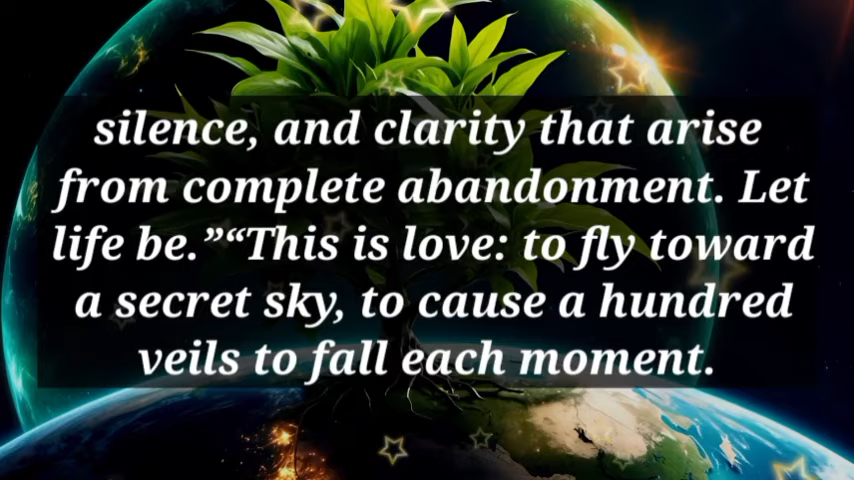 silence, and clarity that arise
from complete abandonment. Let
life be.”“This is love: to fly toward
a secret sky, to cause a hundred
veils to fall each moment.